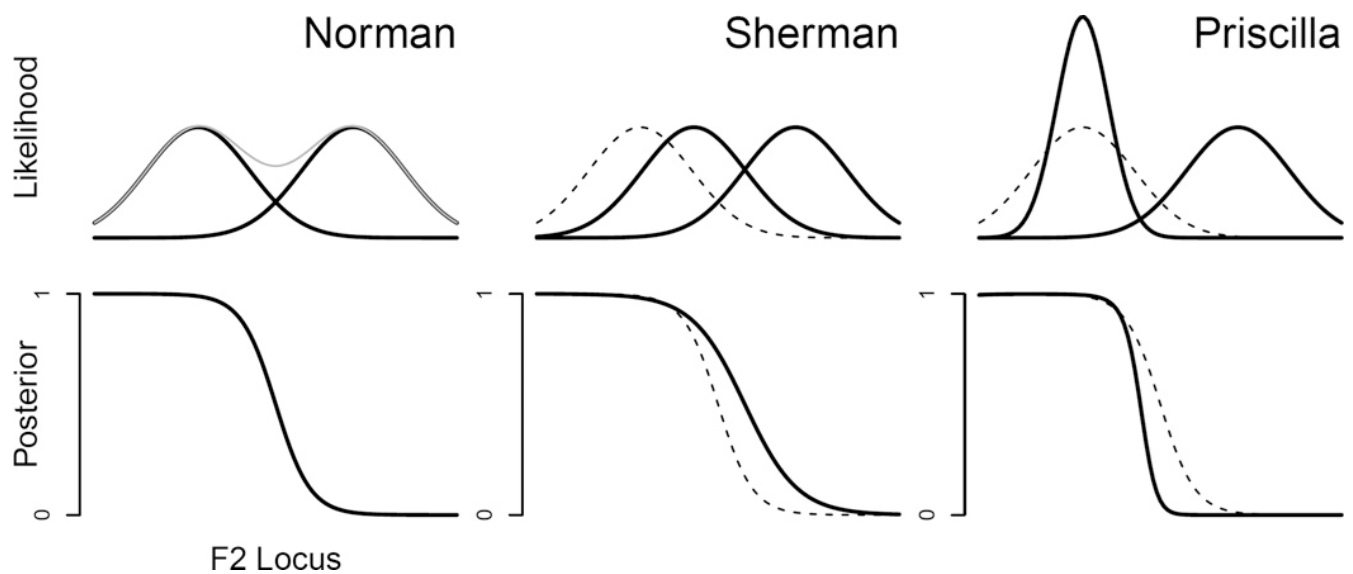 Norman
Sherman
Priscilla
Likelihood
Posterior
1
0
1
0
1
0
F2 Locus